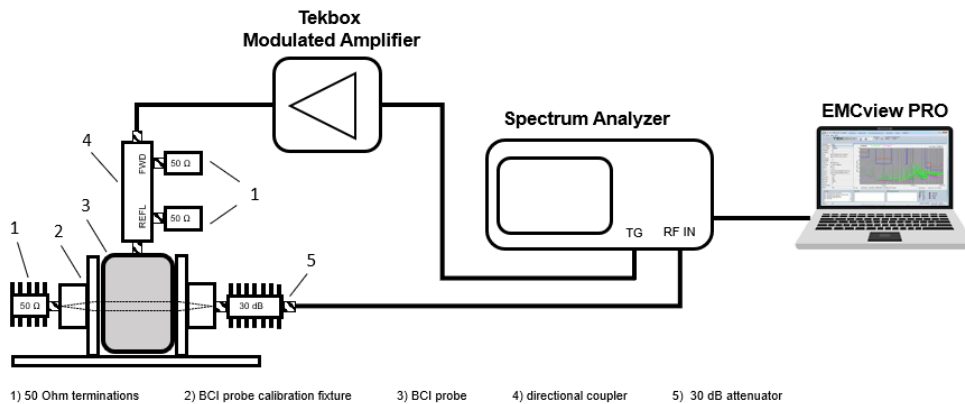 Tekbox
Modulated Amplifier
EMCview PRO
Spectrum Analyzer
4
FWD
50 Ω
1
3
REFL
50 Ω
1
2
5
TG
RF IN
50 Ω
30 dB
1) 50 Ohm terminations 2) BCI probe calibration fixture 3) BCI probe 4) directional coupler 5) 30 dB attenuator